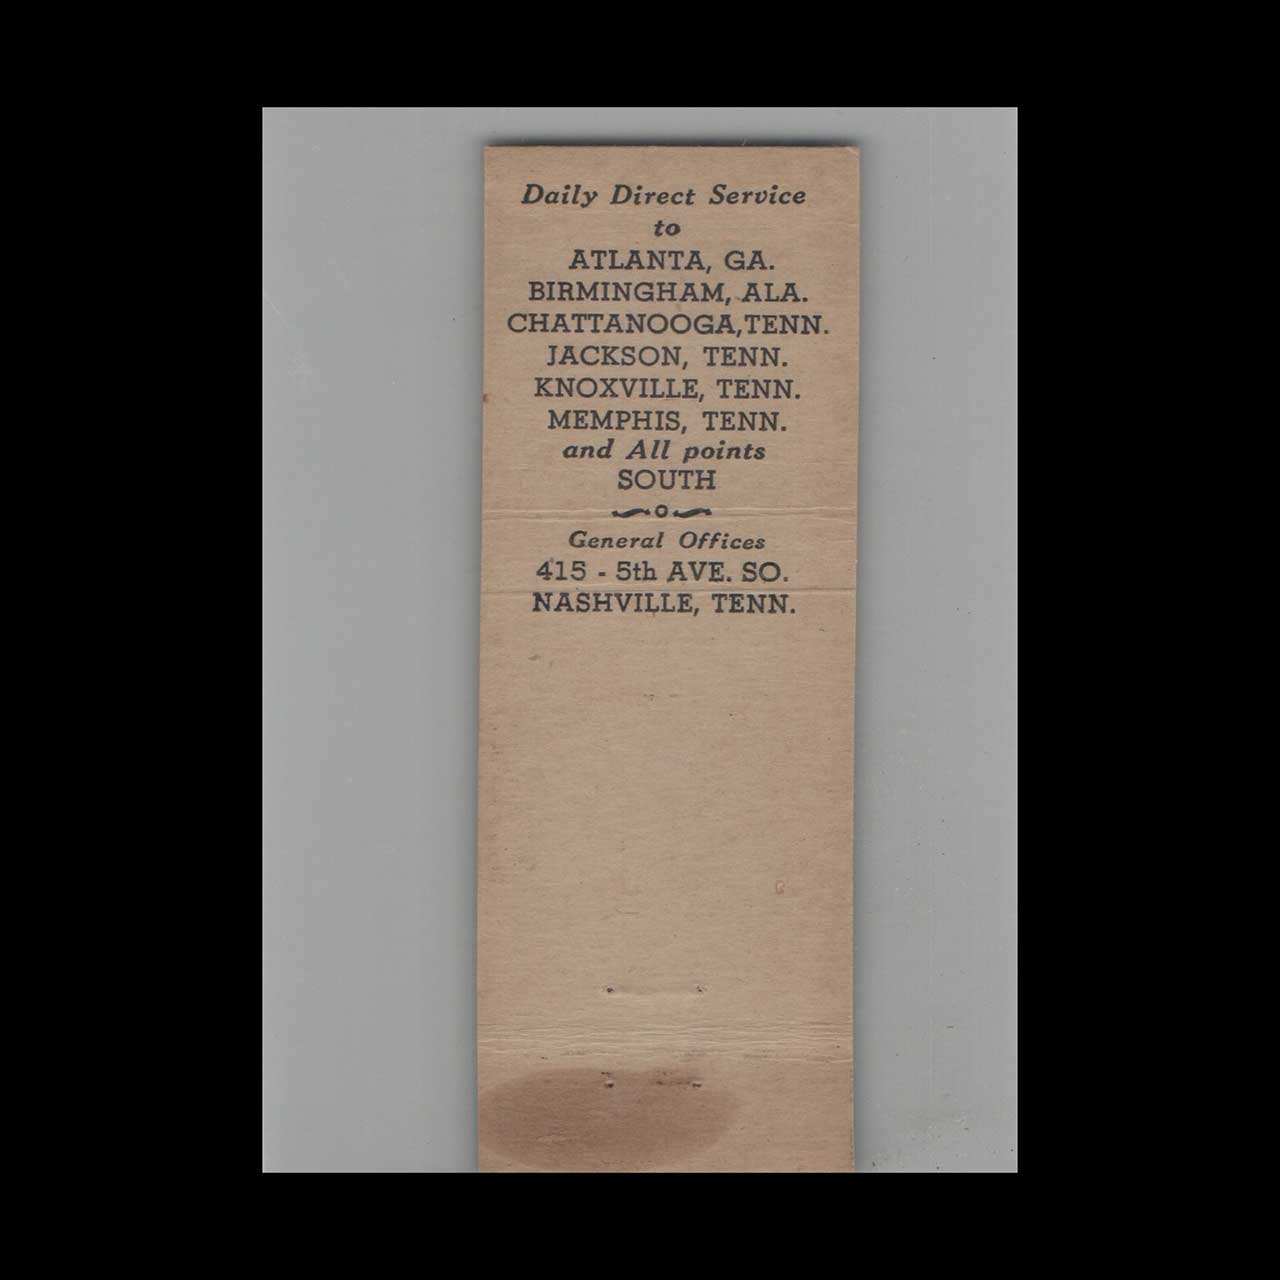 Daily Direct Service
to
ATLANTA, GA.
BIRMINGHAM, ALA.
CHATTANOOGA,TENN.
JACKSON, TENN.
KNOXVILLE, TENN.
MEMPHIS, TENN.
and All points
SOUTH
General Offices
415 - 5th AVE. SO.
NASHVILLE, TENN.